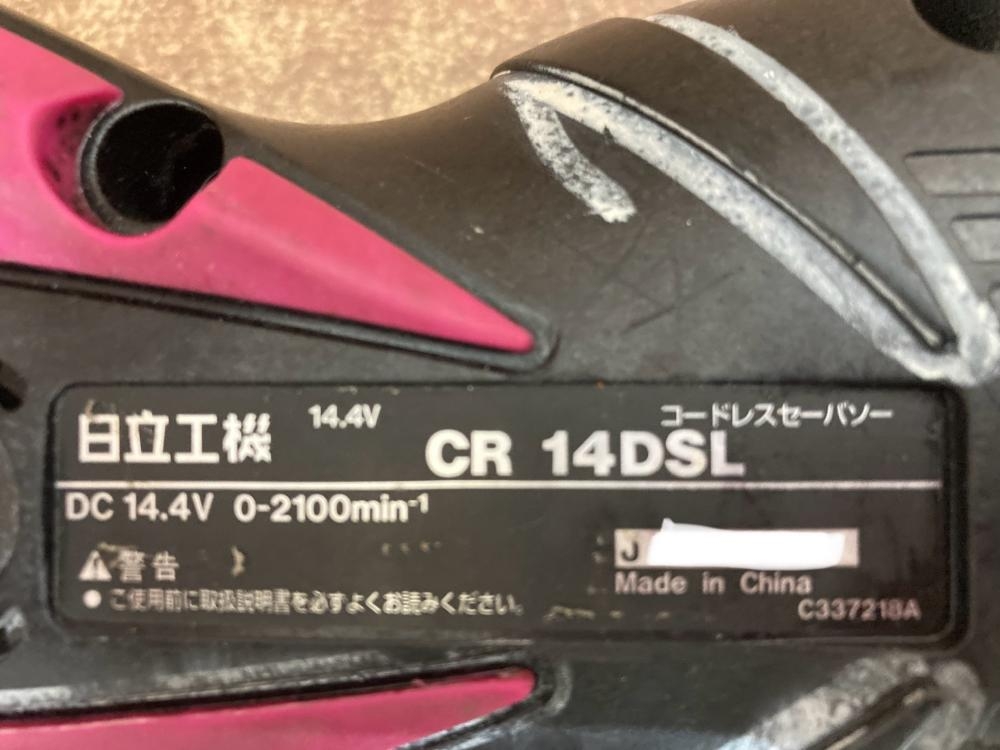 日立工機 14.4V CR 14DSL コードレスセーバソー
DC 14.4V 0-2100min⁻¹
⚠警告
●ご使用前に取扱説明書を必ずよくお読みください。
J
Made in China
C337218A